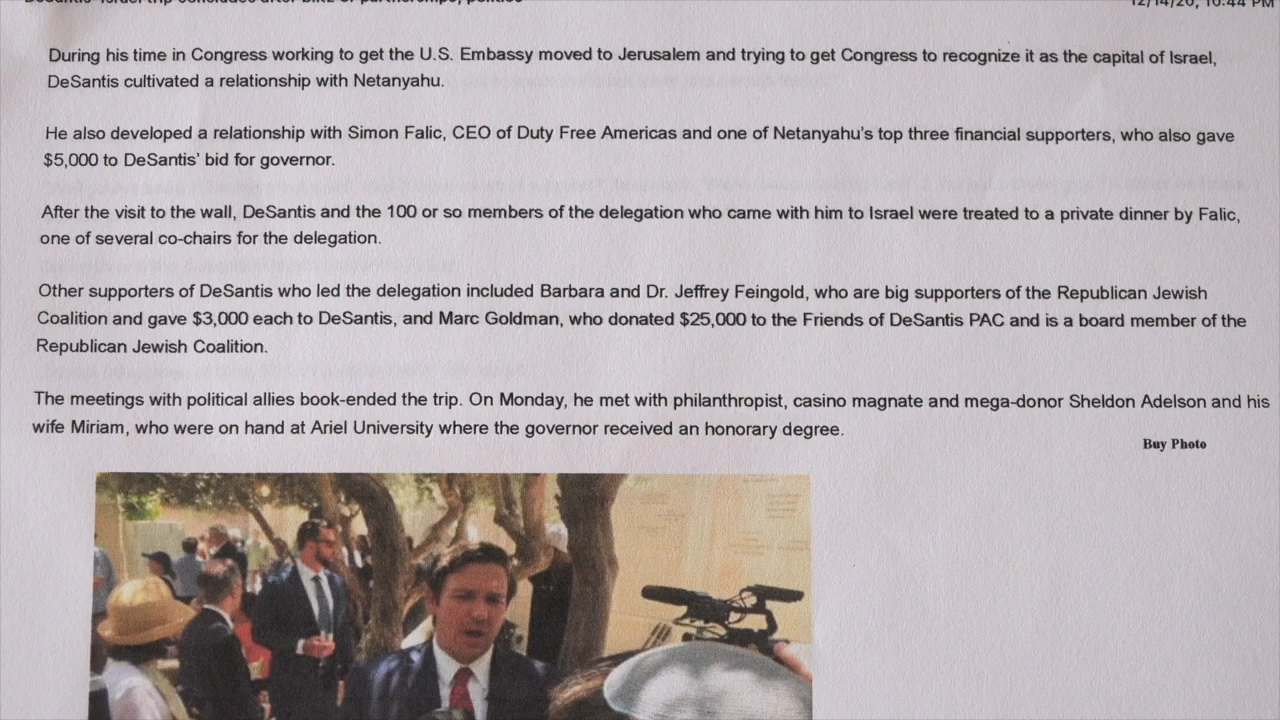 12/14/20, 10:44 PM
During his time in Congress working to get the U.S. Embassy moved to Jerusalem and trying to get Congress to recognize it as the capital of Israel,
DeSantis cultivated a relationship with Netanyahu.
He also developed a relationship with Simon Falic, CEO of Duty Free Americas and one of Netanyahu's top three financial supporters, who also gave
$5,000 to DeSantis' bid for governor.
After the visit to the wall, DeSantis and the 100 or so members of the delegation who came with him to Israel were treated to a private dinner by Falic,
one of several co-chairs for the delegation.
Other supporters of DeSantis who led the delegation included Barbara and Dr. Jeffrey Feingold, who are big supporters of the Republican Jewish
Coalition and gave $3,000 each to DeSantis, and Marc Goldman, who donated $25,000 to the Friends of DeSantis PAC and is a board member of the
Republican Jewish Coalition.
The meetings with political allies book-ended the trip. On Monday, he met with philanthropist, casino magnate and mega-donor Sheldon Adelson and his
wife Miriam, who were on hand at Ariel University where the governor received an honorary degree.
Buy Photo